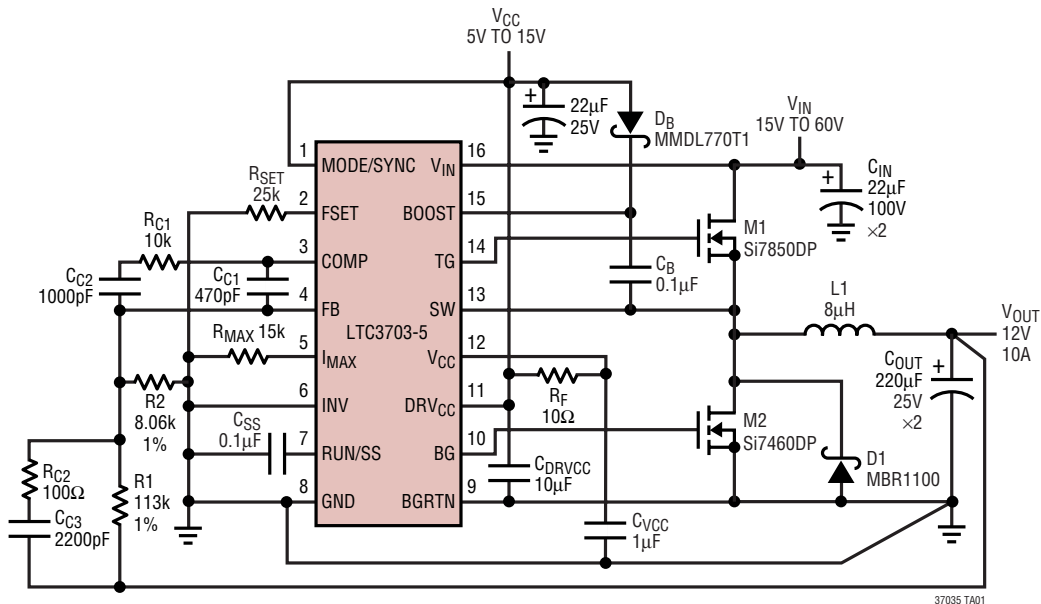 VCC
5V TO 15V
+
22µF
25V
DB
MMDL770T1
VIN
15V TO 60V
+
CIN
22µF
100V
×2
RSET
25k
RC1
10k
CC2
1000pF
CC1
470pF
RMAX 15k
R2
8.06k
1%
CSS
0.1µF
RC2
100Ω
CC3
2200pF
R1
113k
1%
1
2
3
4
5
6
7
8
MODE/SYNC
FSET
COMP
FB
IMAX
INV
RUN/SS
GND
LTC3703-5
VIN
BOOST
TG
SW
VCC
DRVCC
BG
BGRTN
16
15
14
13
12
11
10
9
CB
0.1µF
M1
Si7850DP
L1
8µH
VOUT
12V
10A
+
COUT
220µF
25V
×2
RF
10Ω
M2
Si7460DP
D1
MBR1100
CDRVCC
10µF
CVCC
1µF
37035 TA01